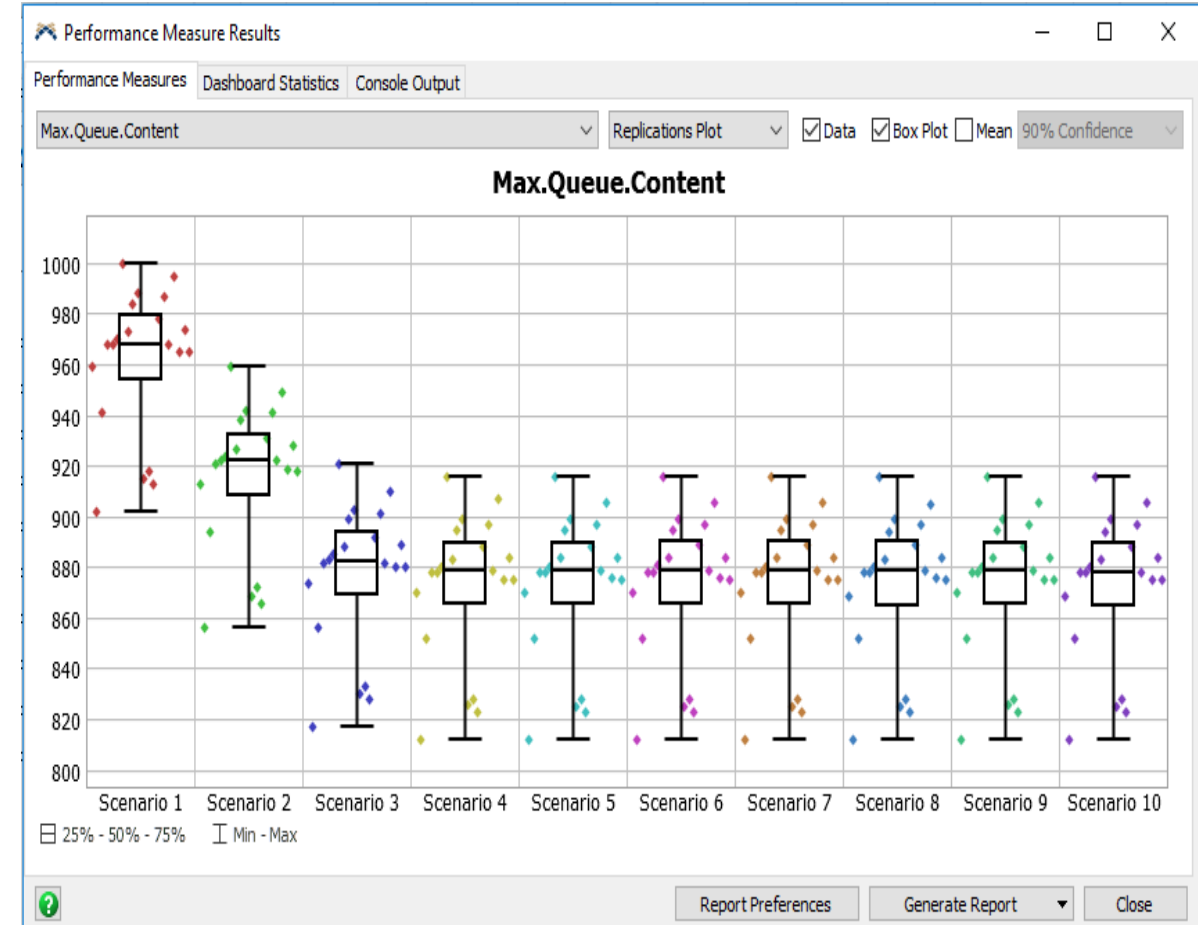 Performance Measure Results
Performance Measures Dashboard Statistics Console Output
Max.Queue.Content Replications Plot Data Box Plot Mean 90% Confidence
Max.Queue.Content
1000
980
960
940
920
900
880
860
840
820
800
Scenario 1 Scenario 2 Scenario 3 Scenario 4 Scenario 5 Scenario 6 Scenario 7 Scenario 8 Scenario 9 Scenario 10
25% - 50% - 75% Min - Max
? Report Preferences Generate Report Close